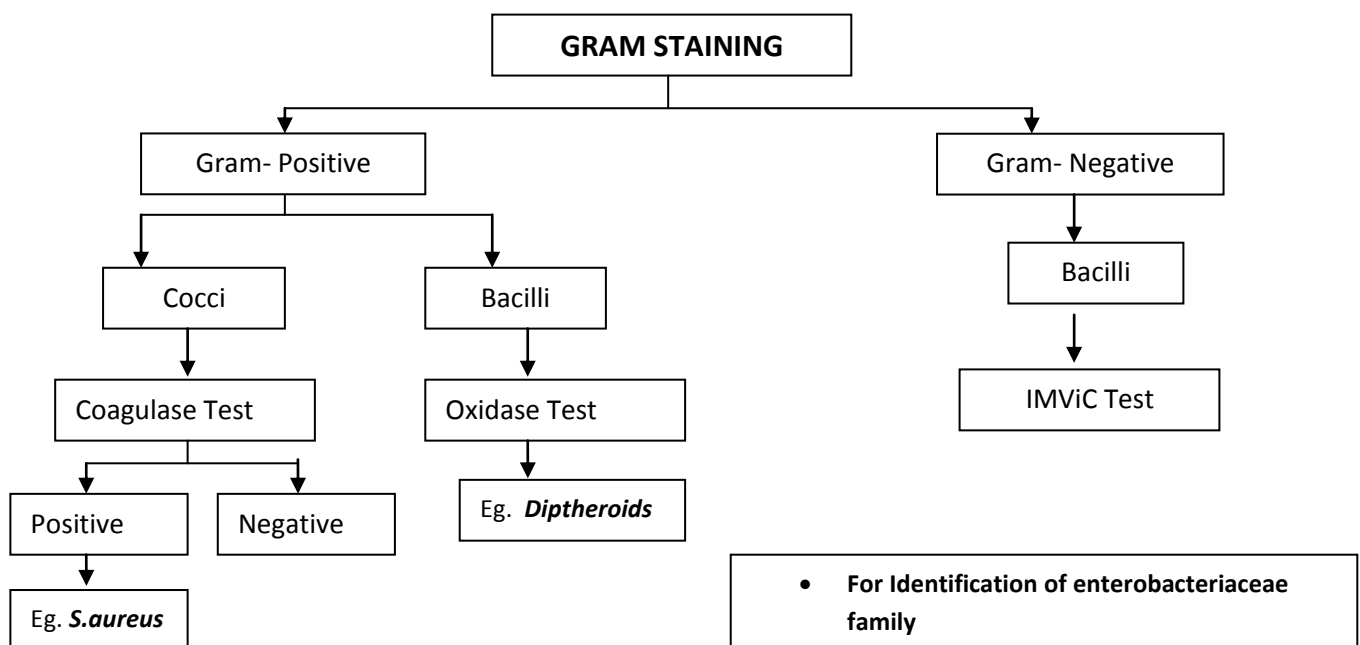 GRAM STAINING
Gram- Positive
Gram- Negative
Cocci
Bacilli
Bacilli
Coagulase Test
Oxidase Test
IMViC Test
Positive
Negative
Eg. Diptheroids
Eg. S.aureus
• For Identification of enterobacteriaceae
family